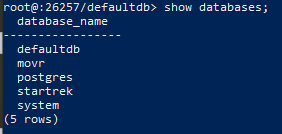 root@:26257/defaultdb> show databases;
database_name
-----------------
defaultdb
movr
postgres
startrek
system
(5 rows)